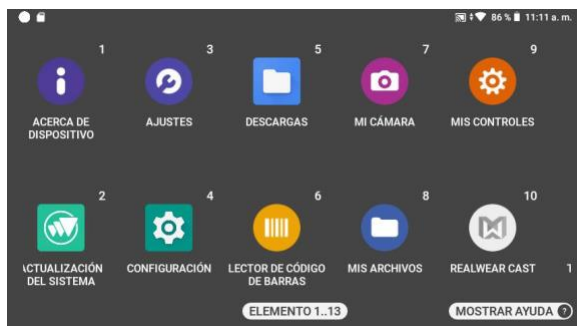 86 % 11:11 a. m.
1 3 5 7 9
ACERCA DE
DISPOSITIVO
AJUSTES
DESCARGAS
MI CÁMARA
MIS CONTROLES
2 4 6 8 10
ACTUALIZACIÓN
DEL SISTEMA
CONFIGURACIÓN
LECTOR DE CÓDIGO
DE BARRAS
MIS ARCHIVOS
REALWEAR CAST
1
ELEMENTO 1..13
MOSTRAR AYUDA ?